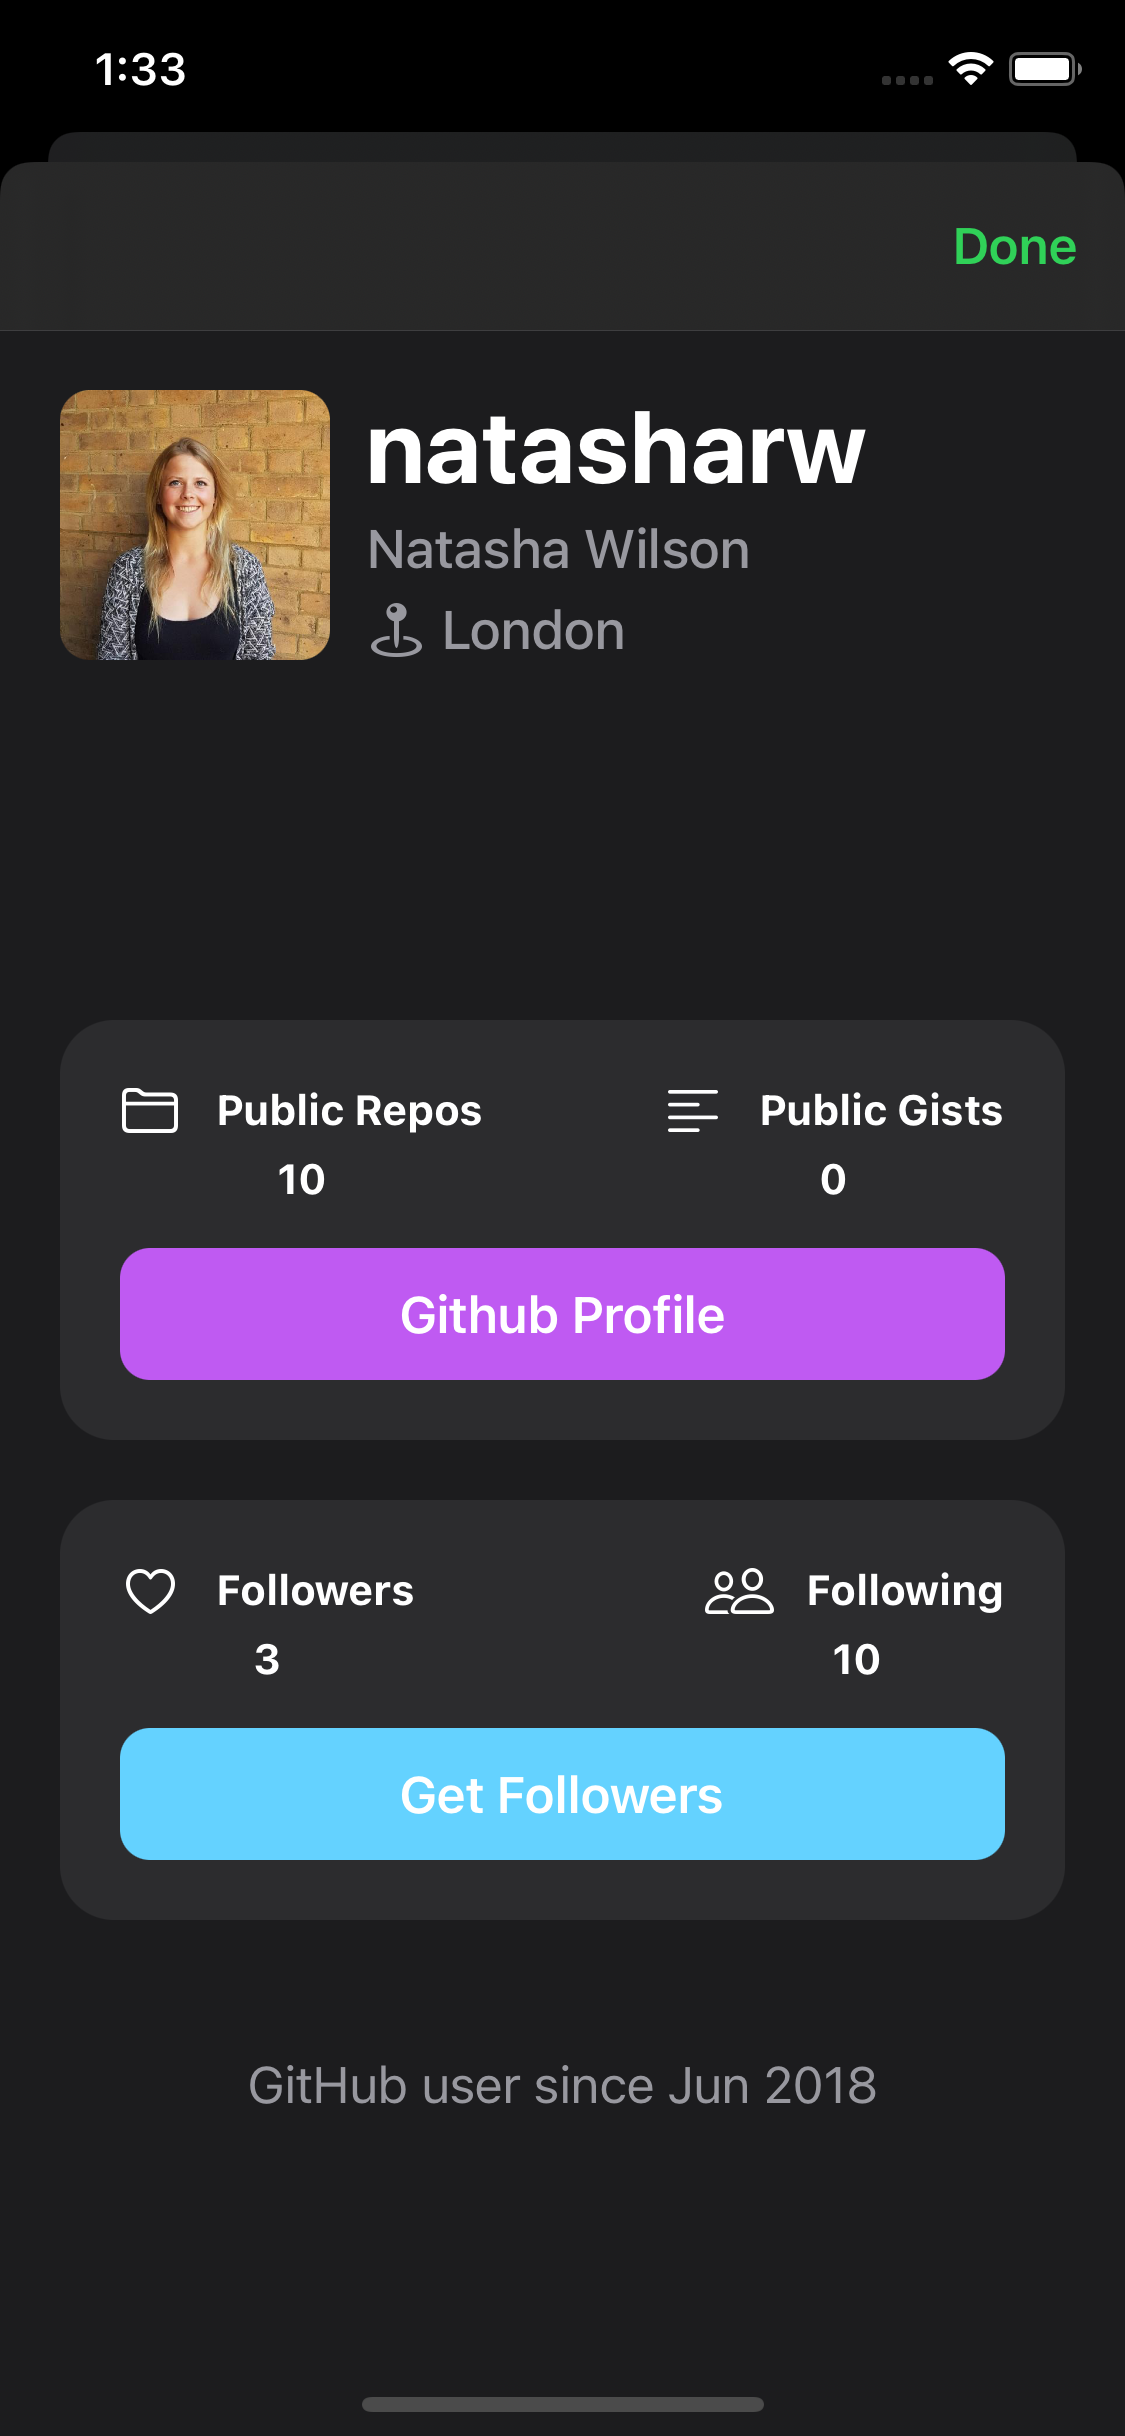 1:33
Done
natasharw
Natasha Wilson
London
Public Repos
10
Public Gists
0
Github Profile
Followers
3
Following
10
Get Followers
GitHub user since Jun 2018